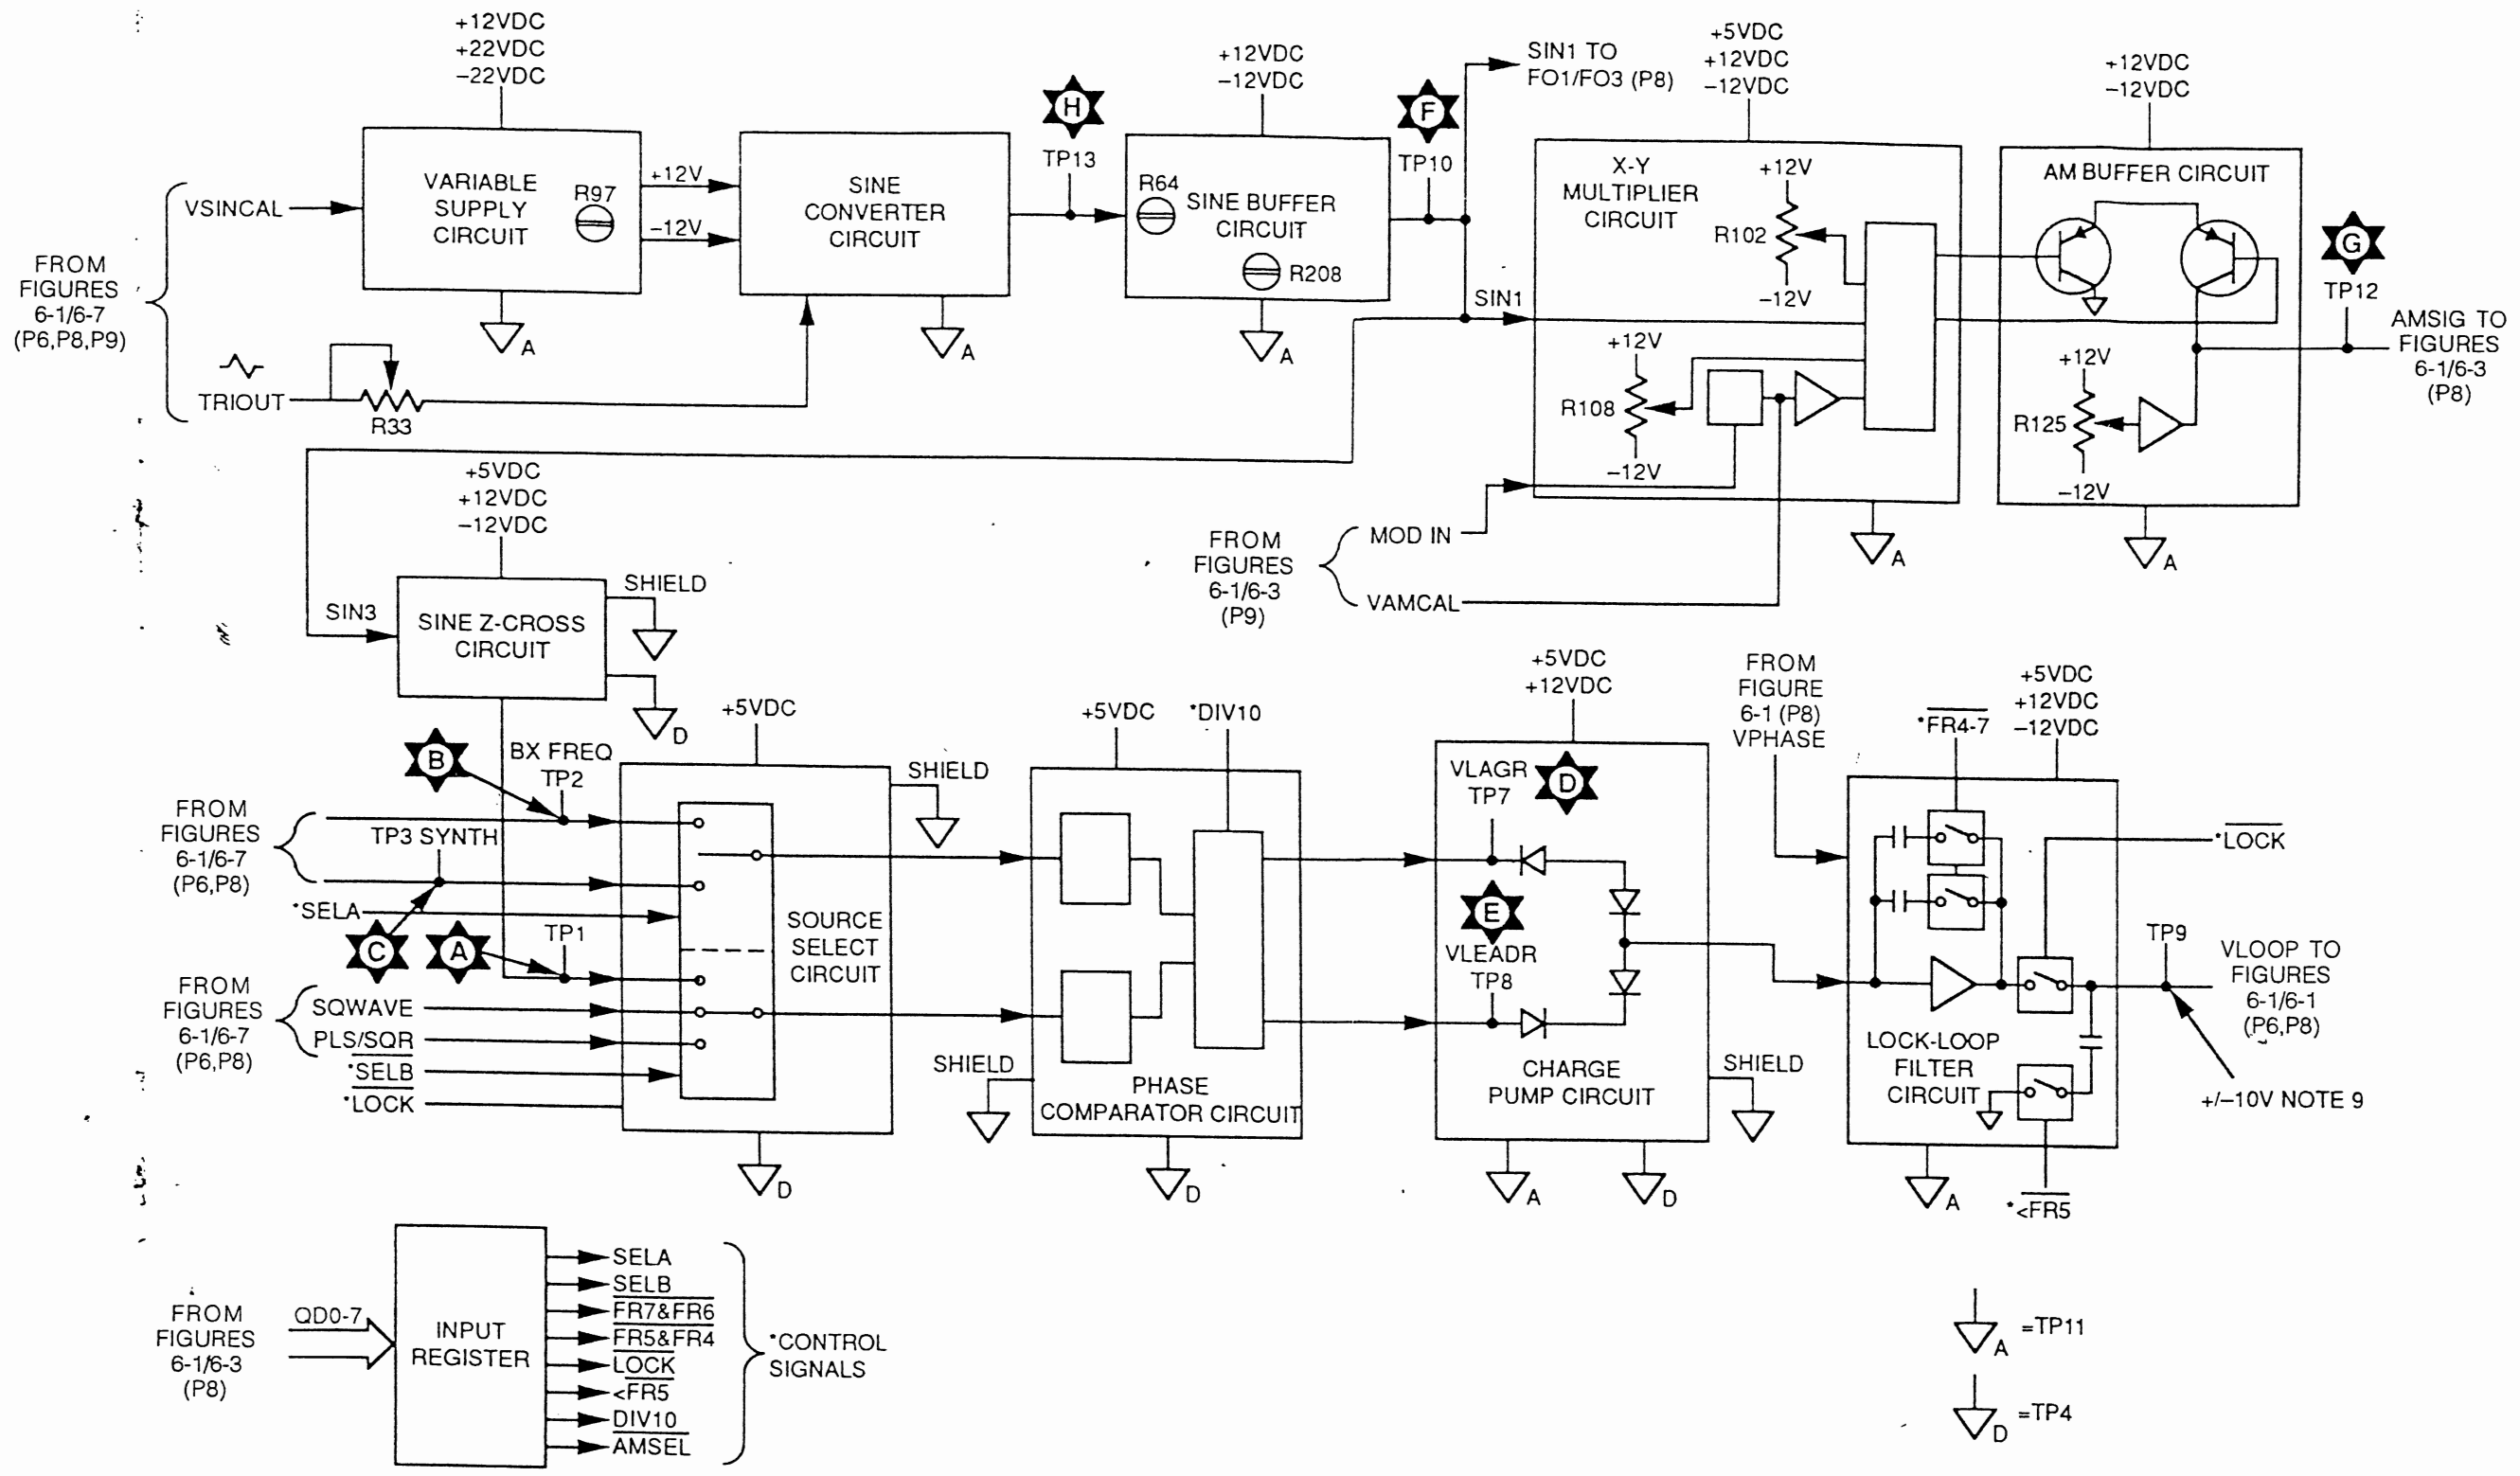 +12VDC
+22VDC
−22VDC
VARIABLE
SUPPLY
CIRCUIT
R97
+12V
−12V
A
VSINCAL
FROM
FIGURES
6-1/6-7
(P6,P8,P9)
TRIOUT
R33
SINE
CONVERTER
CIRCUIT
A
H
TP13
+12VDC
−12VDC
R64
SINE BUFFER
CIRCUIT
R208
A
F
TP10
SIN1 TO
FO1/FO3 (P8)
SIN1
+5VDC
+12VDC
−12VDC
X-Y
MULTIPLIER
CIRCUIT
+12V
R102
−12V
+12V
R108
−12V
A
+12VDC
−12VDC
AM BUFFER CIRCUIT
+12V
R125
−12V
A
G
TP12
AMSIG TO
FIGURES
6-1/6-3
(P8)
FROM
FIGURES
6-1/6-3
(P9)
MOD IN
VAMCAL
+5VDC
+12VDC
−12VDC
SIN3
SINE Z-CROSS
CIRCUIT
SHIELD
D
B
BX FREQ
TP2
FROM
FIGURES
6-1/6-7
(P6,P8)
TP3 SYNTH
*SELA
C
A
TP1
FROM
FIGURES
6-1/6-7
(P6,P8)
SQWAVE
PLS/SQR
*SELB
*LOCK
+5VDC
SOURCE
SELECT
CIRCUIT
SHIELD
D
+5VDC
*DIV10
SHIELD
PHASE
COMPARATOR CIRCUIT
D
+5VDC
+12VDC
VLAGR
TP7
D
E
VLEADR
TP8
CHARGE
PUMP CIRCUIT
SHIELD
A
D
FROM
FIGURE
6-1 (P8)
VPHASE
*FR4-7
+5VDC
+12VDC
−12VDC
*LOCK
LOCK-LOOP
FILTER
CIRCUIT
A
*<FR5
TP9
VLOOP TO
FIGURES
6-1/6-1
(P6,P8)
+/−10V NOTE 9
FROM
FIGURES
6-1/6-3
(P8)
QD0-7
INPUT
REGISTER
SELA
SELB
FR7&FR6
FR5&FR4
LOCK
<FR5
DIV10
AMSEL
*CONTROL
SIGNALS
A
=TP11
D
=TP4